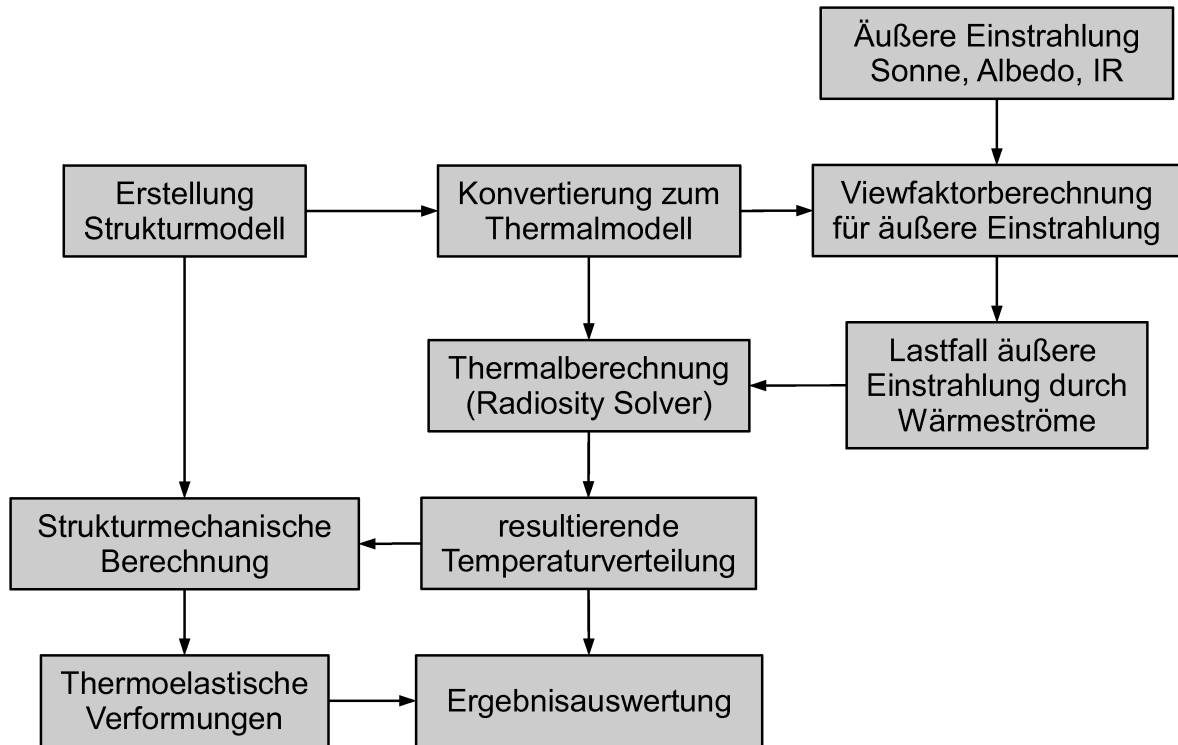 Äußere Einstrahlung
Sonne, Albedo, IR
Erstellung
Strukturmodell
Konvertierung zum
Thermalmodell
Viewfaktorberechnung
für äußere Einstrahlung
Thermalberechnung
(Radiosity Solver)
Lastfall äußere
Einstrahlung durch
Wärmeströme
Strukturmechanische
Berechnung
resultierende
Temperaturverteilung
Thermoelastische
Verformungen
Ergebnisauswertung